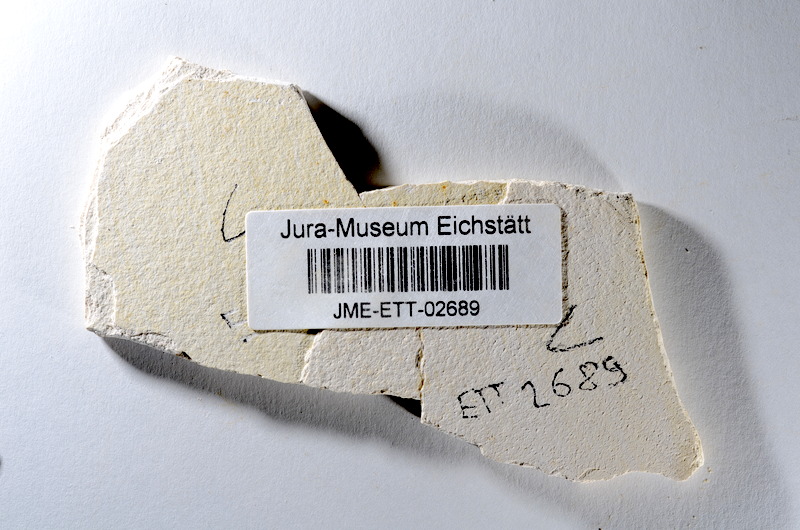 Jura-Museum Eichstätt
JME-ETT-02689
ETT 2689